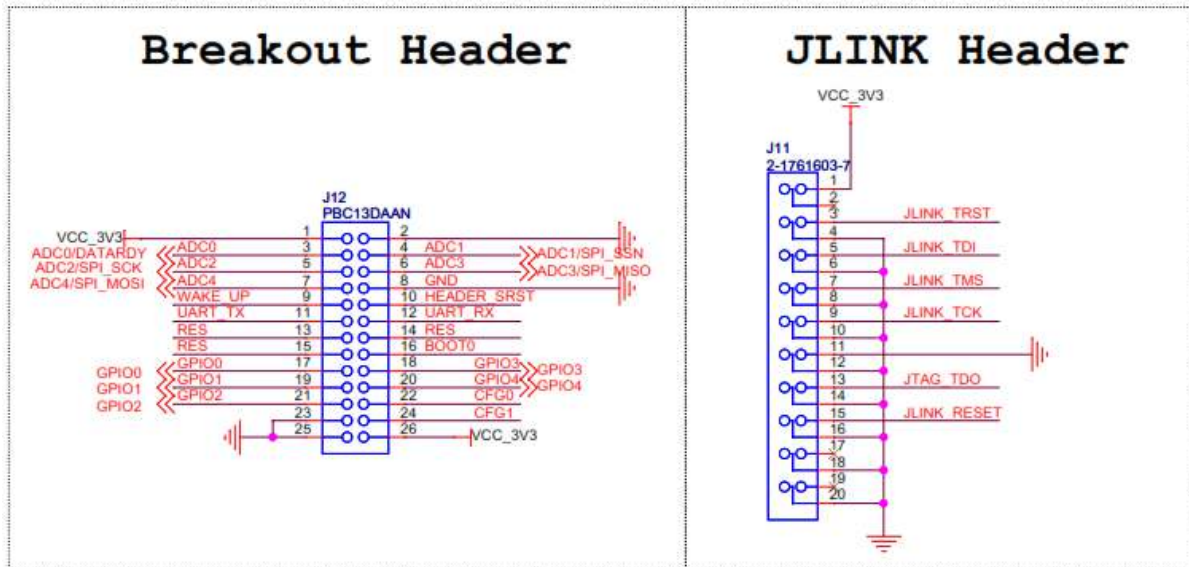 Breakout Header
J12
PBC13DAAN
VCC_3V3 1 2
ADC0/DATARDY ADC0 3 4 ADC1 ADC1/SPI_SSN
ADC2/SPI_SCK ADC2 5 6 ADC3 ADC3/SPI_MISO
ADC4/SPI_MOSI ADC4 7 8 GND
WAKE_UP 9 10 HEADER_SRST
UART_TX 11 12 UART_RX
RES 13 14 RES
RES 15 16 BOOT0
GPIO0 GPIO0 17 18 GPIO3 GPIO3
GPIO1 GPIO1 19 20 GPIO4 GPIO4
GPIO2 GPIO2 21 22 CFG0
23 24 CFG1
25 26 VCC_3V3
JLINK Header
VCC_3V3
J11
2-1761603-7
1
2
3 JLINK_TRST
4
5 JLINK_TDI
6
7 JLINK_TMS
8
9 JLINK_TCK
10
11
12
13 JTAG_TDO
14
15 JLINK_RESET
16
17
18
19
20